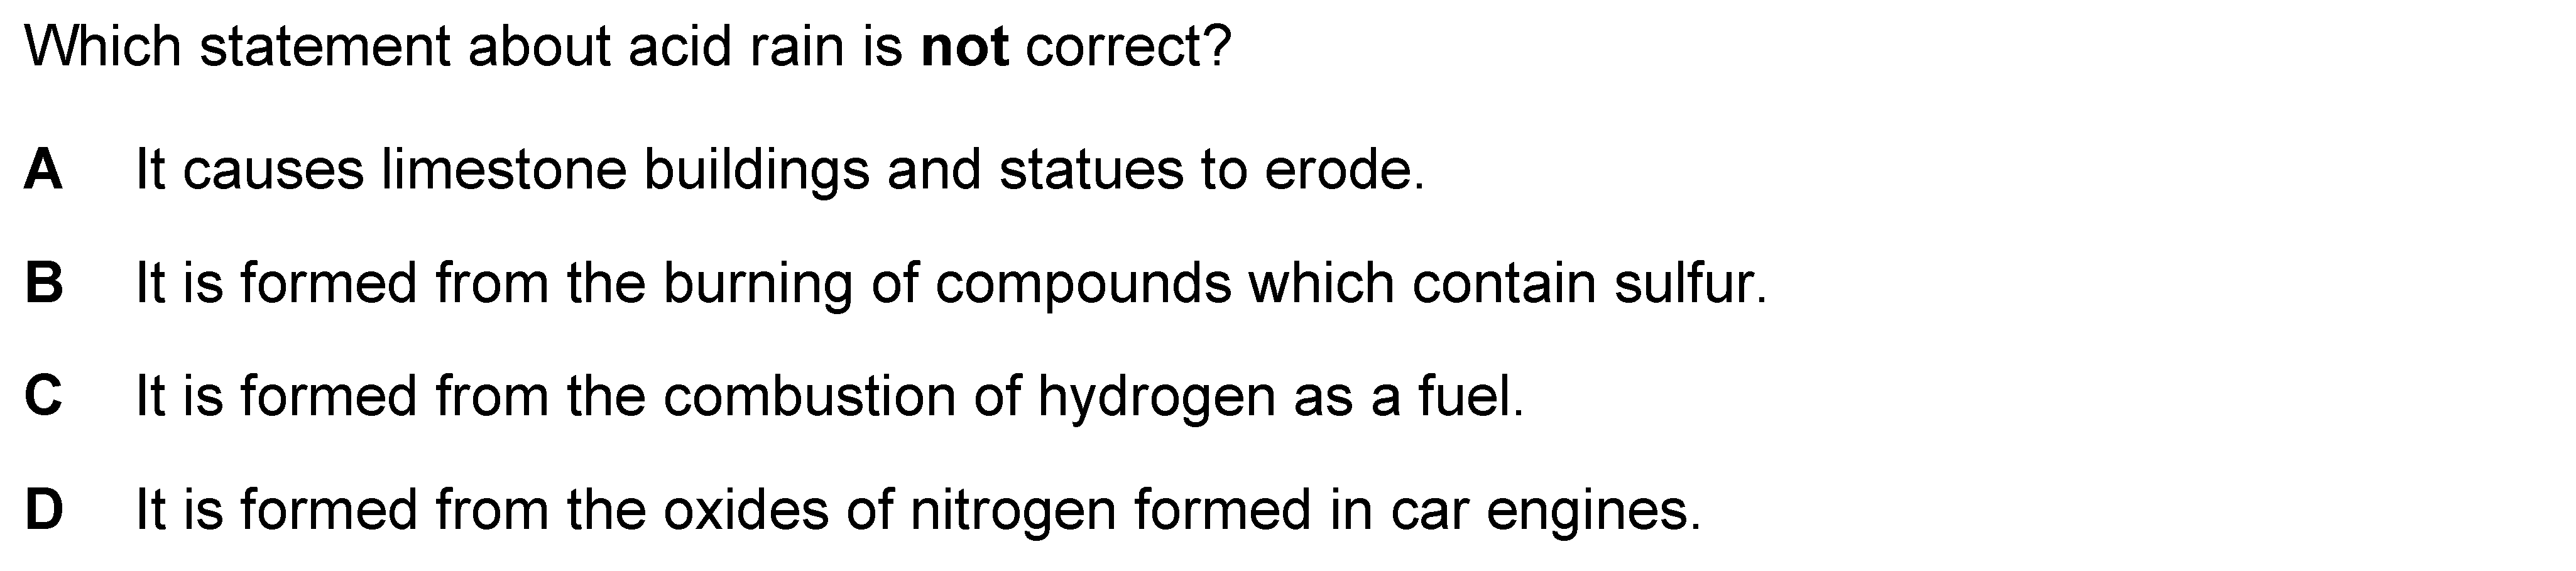 Which statement about acid rain is not correct?
A It causes limestone buildings and statues to erode.
B It is formed from the burning of compounds which contain sulfur.
C It is formed from the combustion of hydrogen as a fuel.
D It is formed from the oxides of nitrogen formed in car engines.